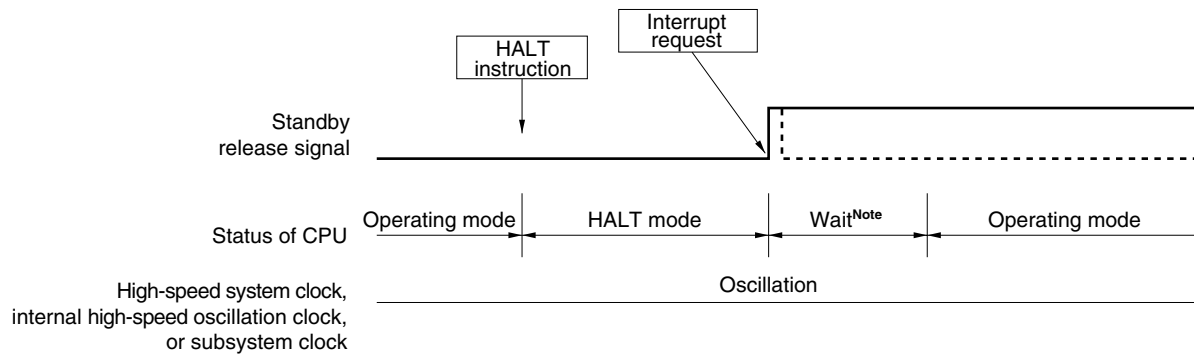 Interrupt
request
HALT
instruction
Standby
release signal
Status of CPU
Operating mode
HALT mode
WaitNote
Operating mode
High-speed system clock,
internal high-speed oscillation clock,
or subsystem clock
Oscillation